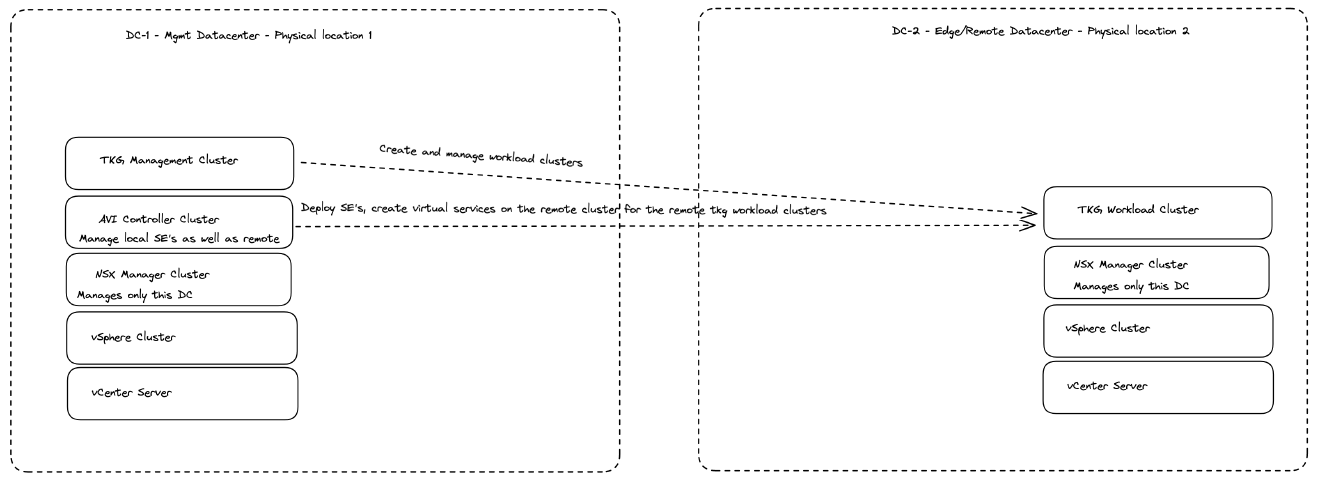 DC-1 - Mgmt Datacenter - Physical location 1
TKG Management Cluster
AVI Controller Cluster
Manage local SE's as well as remote
NSX Manager Cluster
Manages only this DC
vSphere Cluster
vCenter Server
Create and manage workload clusters
Deploy SE's, create virtual services on the remote cluster for the remote tkg workload clusters
DC-2 - Edge/Remote Datacenter - Physical location 2
TKG Workload Cluster
NSX Manager Cluster
Manages only this DC
vSphere Cluster
vCenter Server